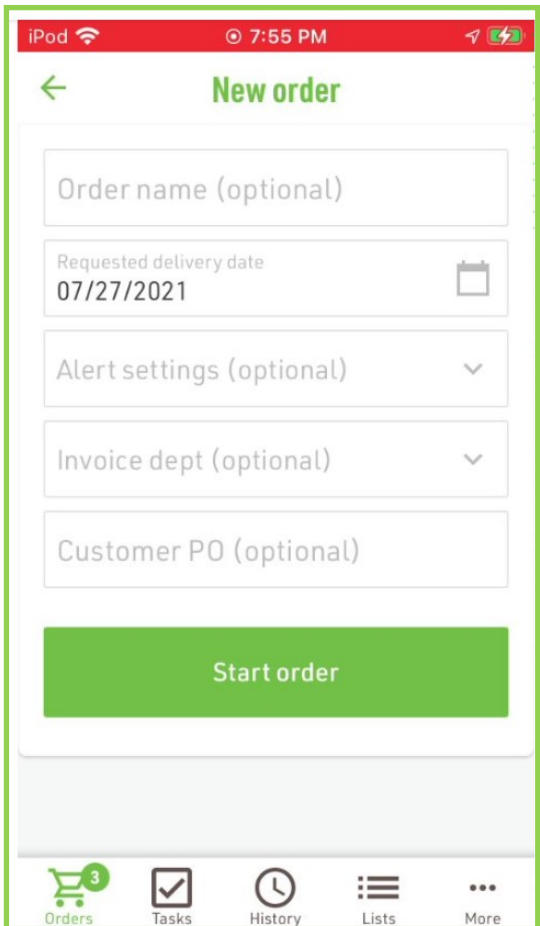 iPod 7:55 PM
New order
Order name (optional)
Requested delivery date
07/27/2021
Alert settings (optional)
Invoice dept (optional)
Customer PO (optional)
Start order
3
Orders Tasks History Lists More